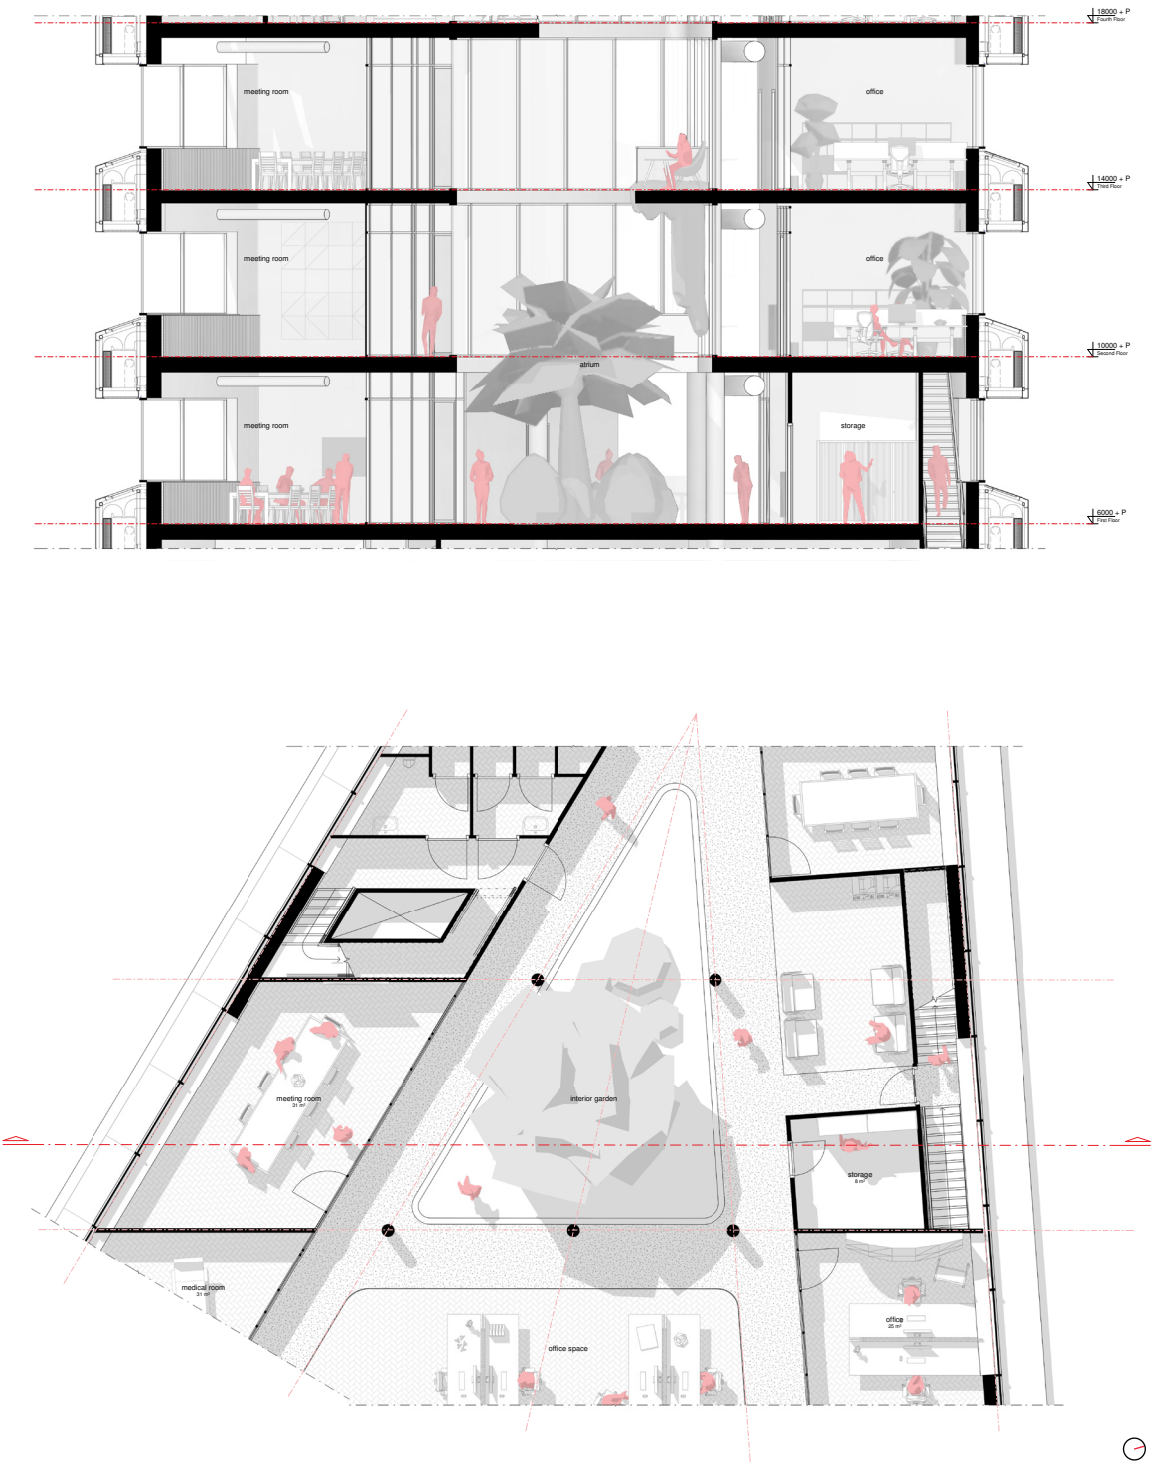 18000 + P
Fourth Floor
meeting room
office
14000 + P
Third Floor
meeting room
office
10000 + P
Second Floor
atrium
meeting room
storage
6000 + P
First Floor
meeting room
31 m²
interior garden
storage
8 m²
medical room
31 m²
office
25 m²
office space